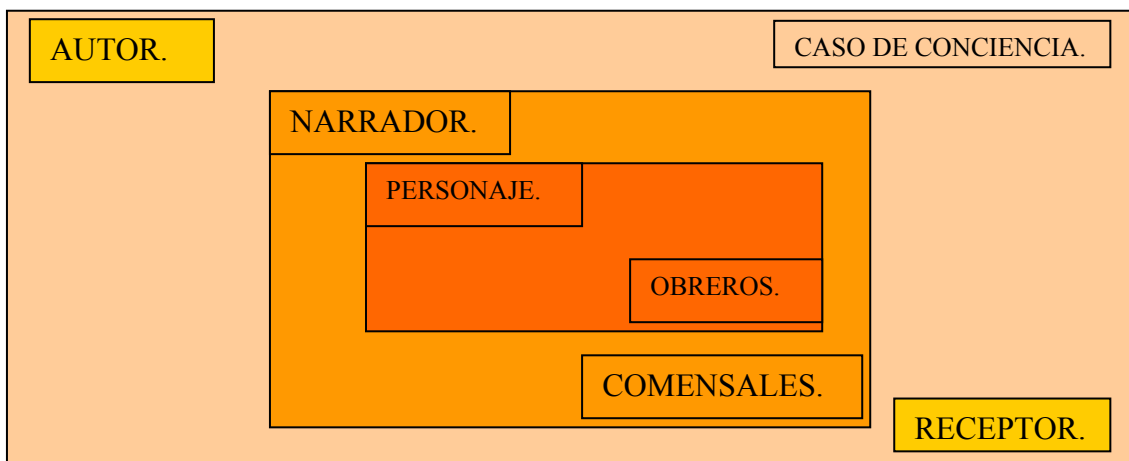 AUTOR.
CASO DE CONCIENCIA.
NARRADOR.
PERSONAJE.
OBREROS.
COMENSALES.
RECEPTOR.